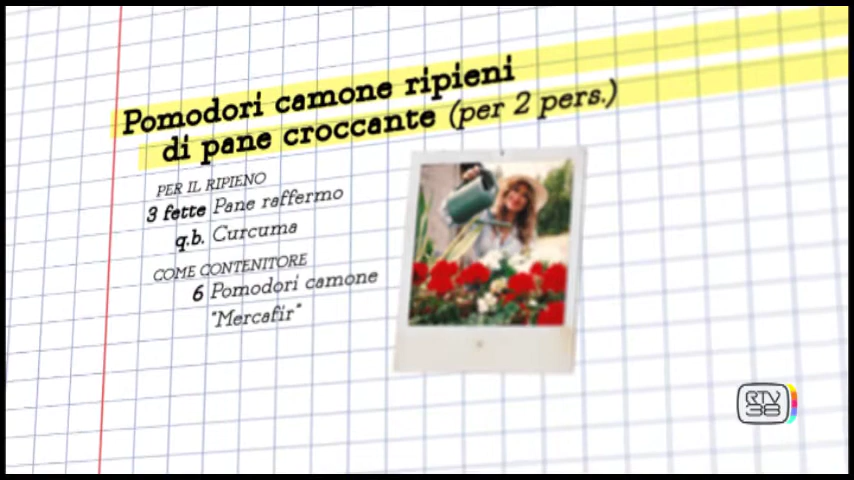 Pomodori camone ripieni
di pane croccante (per 2 pers.)
PER IL RIPIENO
3 fette Pane raffermo
q.b. Curcuma
COME CONTENITORE
6 Pomodori camone
"Mercafir"
RTV
38